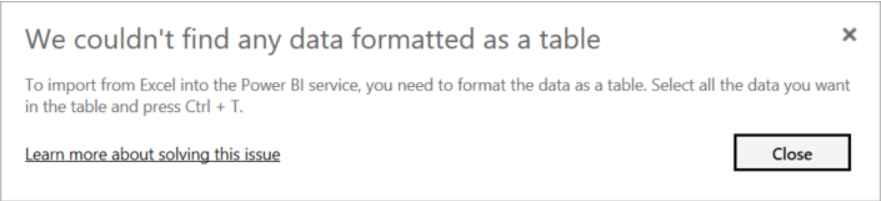 We couldn't find any data formatted as a table
To import from Excel into the Power BI service, you need to format the data as a table. Select all the data you want
in the table and press Ctrl + T.
Learn more about solving this issue
Close